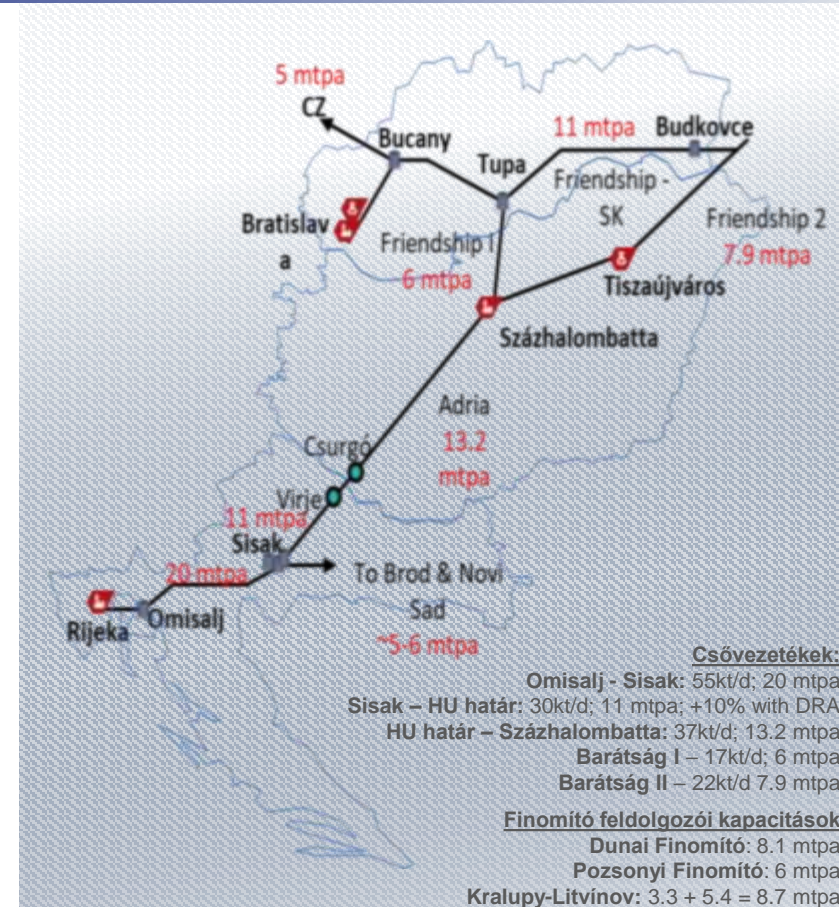 5 mtpa
CZ
Bucany
11 mtpa
Budkovce
Tupa
Friendship -
SK
Bratislav
a
Friendship I
6 mtpa
Friendship 2
7.9 mtpa
Tiszaújváros
Százhalombatta
Adria
13.2
mtpa
Csurgó
Virje
11 mtpa
Sisak
20 mtpa
To Brod & Novi
Sad
~5-6 mtpa
Omisalj
Rijeka
Csővezetékek:
Omisalj - Sisak: 55kt/d; 20 mtpa
Sisak – HU határ: 30kt/d; 11 mtpa; +10% with DRA
HU határ – Százhalombatta: 37kt/d; 13.2 mtpa
Barátság I – 17kt/d; 6 mtpa
Barátság II – 22kt/d 7.9 mtpa
Finomító feldolgozói kapacitások
Dunai Finomító: 8.1 mtpa
Pozsonyi Finomító: 6 mtpa
Kralupy-Litvínov: 3.3 + 5.4 = 8.7 mtpa